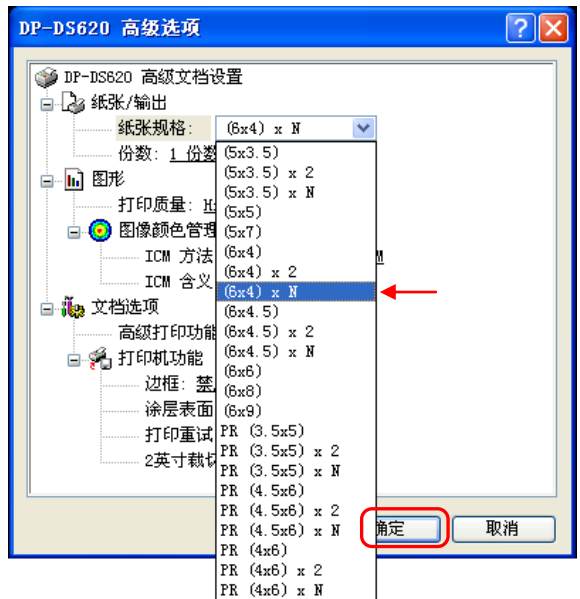 DP-DS620 高级选项
DP-DS620 高级文档设置
纸张/输出
纸张规格: (6x4) x N
份数: 1 份数
(5x3.5)
(5x3.5) x 2
(5x3.5) x N
(5x5)
(5x7)
(6x4)
(6x4) x 2
(6x4) x N
(6x4.5)
(6x4.5) x 2
(6x4.5) x N
(6x6)
(6x8)
(6x9)
PR (3.5x5)
PR (3.5x5) x 2
PR (3.5x5) x N
PR (4.5x6)
PR (4.5x6) x 2
PR (4.5x6) x N
PR (4x6)
PR (4x6) x 2
PR (4x6) x N
图形
打印质量:
图像颜色管理
ICM 方法
M
ICM 含义
文档选项
高级打印功能
打印机功能
边框: 禁
涂层表面
打印重试
2英寸裁切
确定
取消